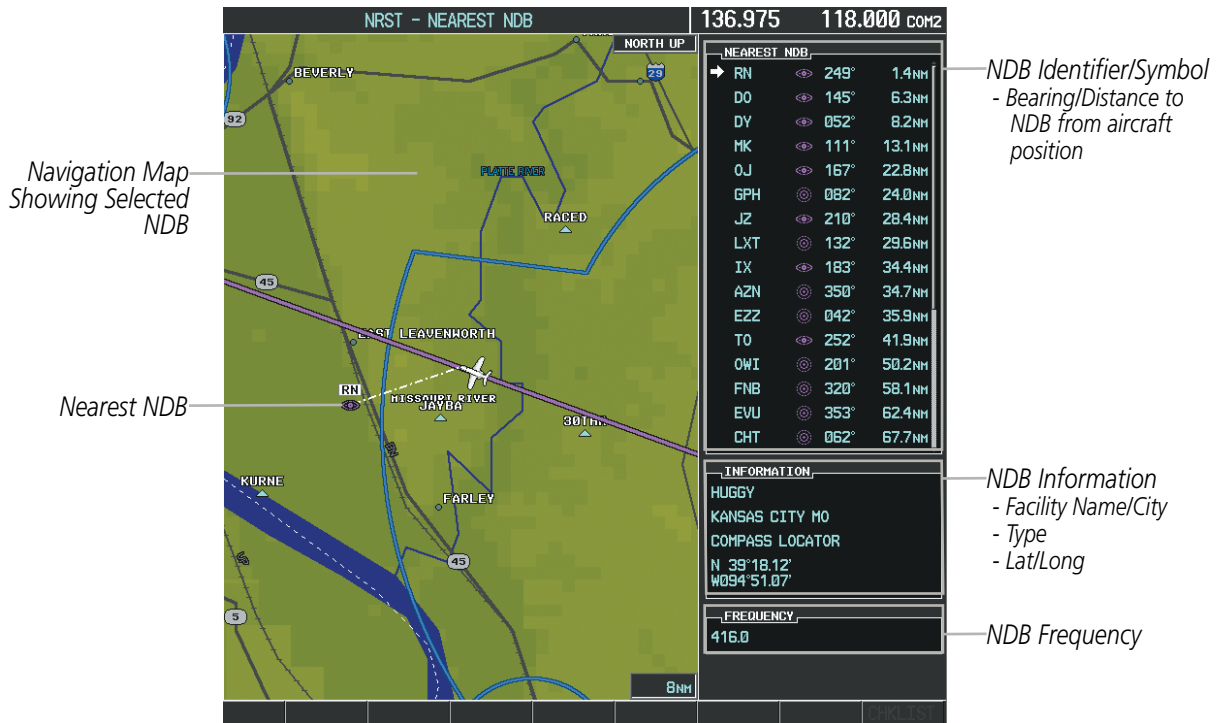 NRST - NEAREST NDB
136.975 118.000 COM2
NORTH UP
BEVERLY
29
92
PLATTE RIVER
RACED
45
EAST LEAVENWORTH
RN
MISSOURI RIVER
JAYBA
BN
KURNE
FARLEY
45
SP
5
8NM
NEAREST NDB
RN 249° 1.4NM
DO 145° 6.3NM
DY 052° 8.2NM
MK 111° 13.1NM
OJ 167° 22.8NM
GPH 082° 24.0NM
JZ 210° 28.4NM
LXT 132° 29.6NM
IX 183° 34.4NM
AZN 350° 34.7NM
EZZ 042° 35.9NM
TO 252° 41.9NM
OWI 201° 50.2NM
FNB 320° 58.1NM
EVU 353° 62.4NM
CHT 062° 67.7NM
INFORMATION
HUGGY
KANSAS CITY MO
COMPASS LOCATOR
N 39°18.12'
W094°51.07'
FREQUENCY
416.0
CHKLIST
Navigation Map
Showing Selected
NDB
Nearest NDB
NDB Identifier/Symbol
- Bearing/Distance to
NDB from aircraft
position
NDB Information
- Facility Name/City
- Type
- Lat/Long
NDB Frequency